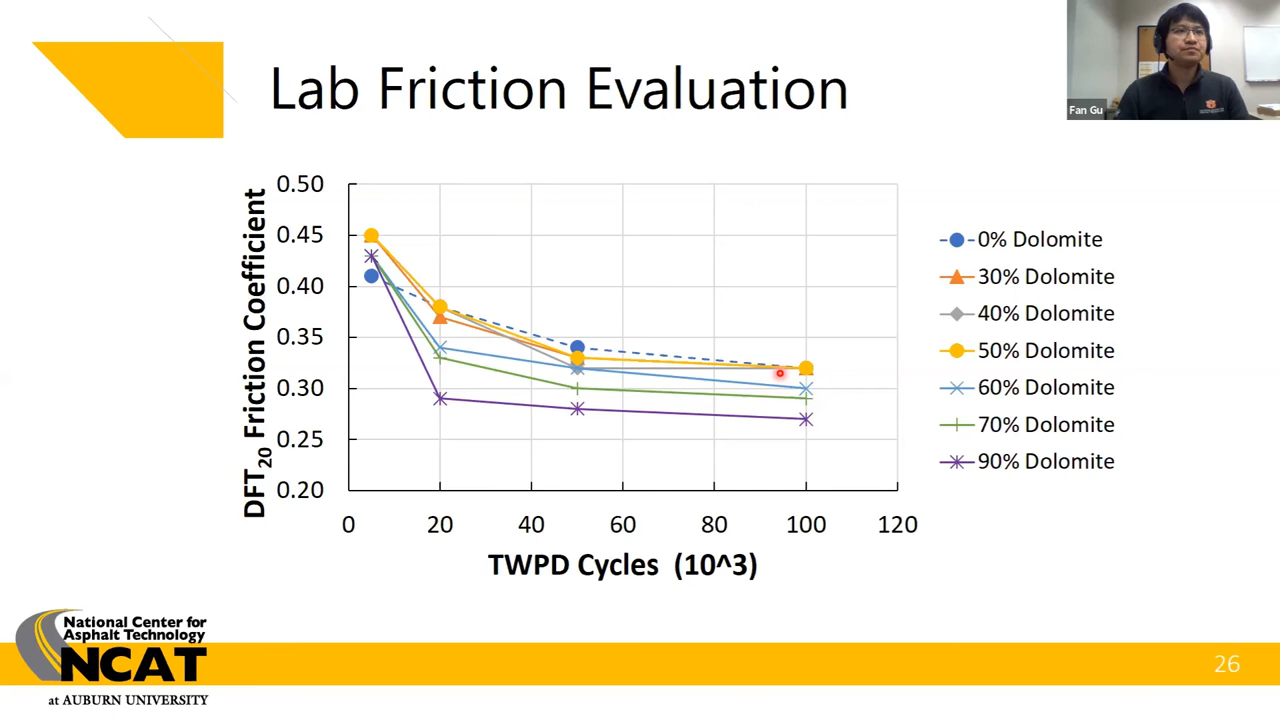 Lab Friction Evaluation
Fan Gu
DFT20 Friction Coefficient
0.50
0.45
0.40
0.35
0.30
0.25
0.20
0
20
40
60
80
100
120
TWPD Cycles (10^3)
0% Dolomite
30% Dolomite
40% Dolomite
50% Dolomite
60% Dolomite
70% Dolomite
90% Dolomite
National Center for
Asphalt Technology
NCAT
at AUBURN UNIVERSITY
26